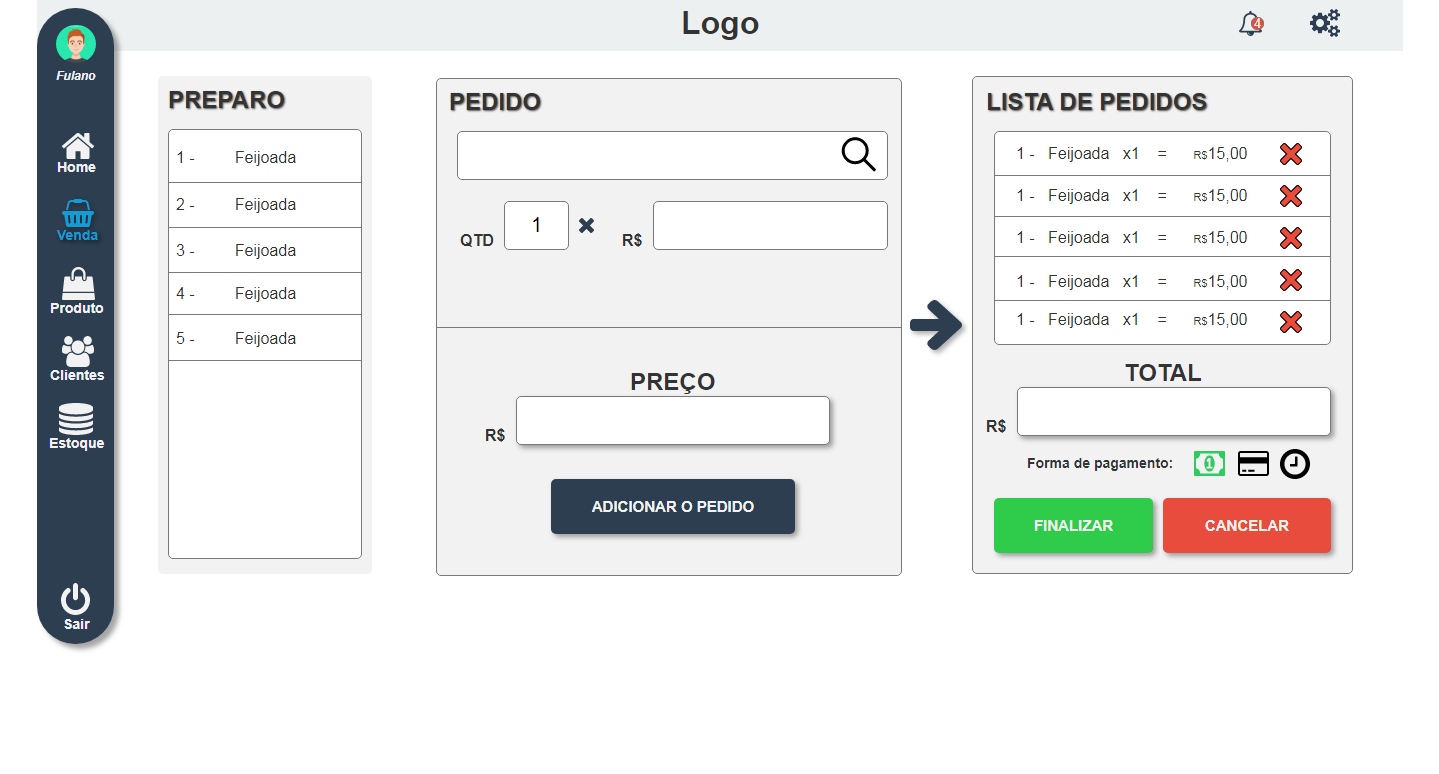 Logo
4
Fulano
Home
Venda
Produto
Clientes
Estoque
Sair
PREPARO
1 - Feijoada
2 - Feijoada
3 - Feijoada
4 - Feijoada
5 - Feijoada
PEDIDO
QTD 1 R$
PREÇO
R$
ADICIONAR O PEDIDO
LISTA DE PEDIDOS
1 - Feijoada x1 = R$15,00
1 - Feijoada x1 = R$15,00
1 - Feijoada x1 = R$15,00
1 - Feijoada x1 = R$15,00
1 - Feijoada x1 = R$15,00
TOTAL
R$
Forma de pagamento: 1
FINALIZAR CANCELAR